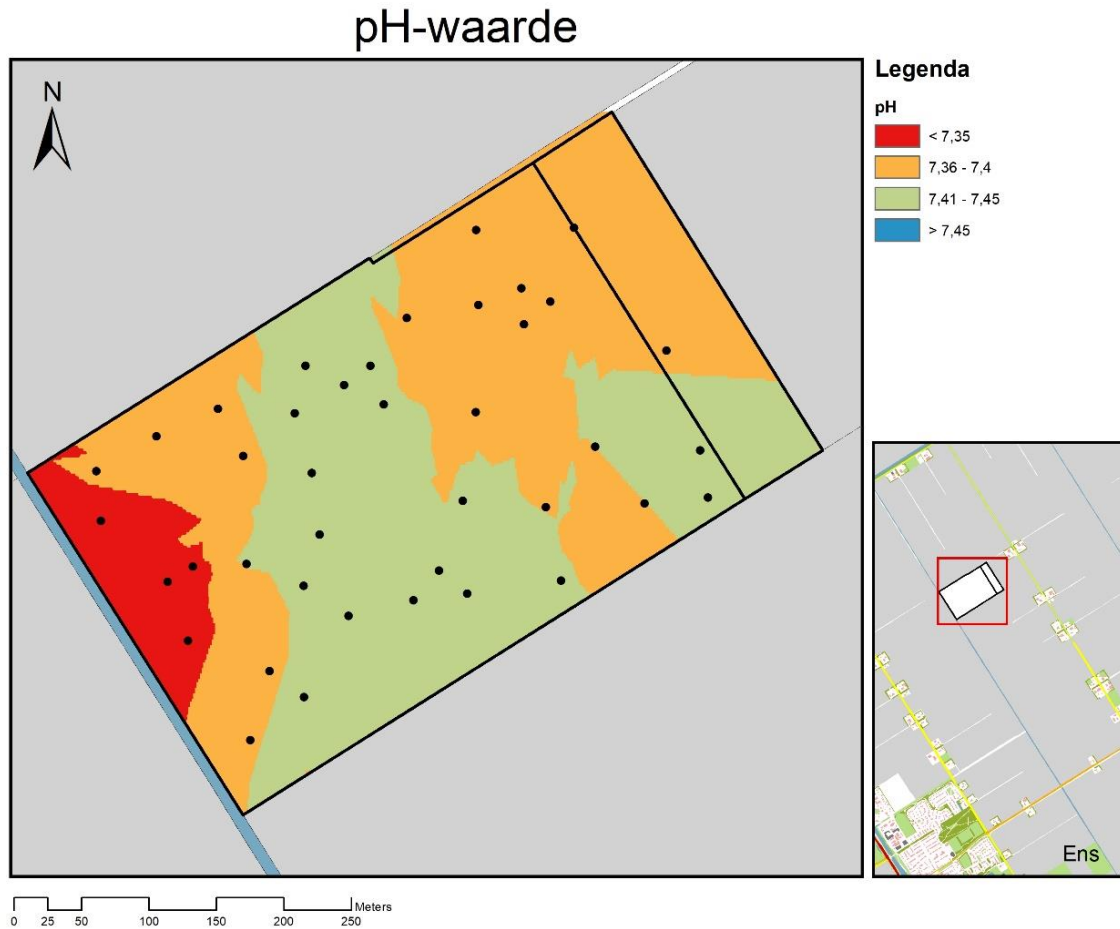 pH-waarde
N
Legenda
pH
< 7,35
7,36 - 7,4
7,41 - 7,45
> 7,45
Ens
Meters
0 25 50 100 150 200 250